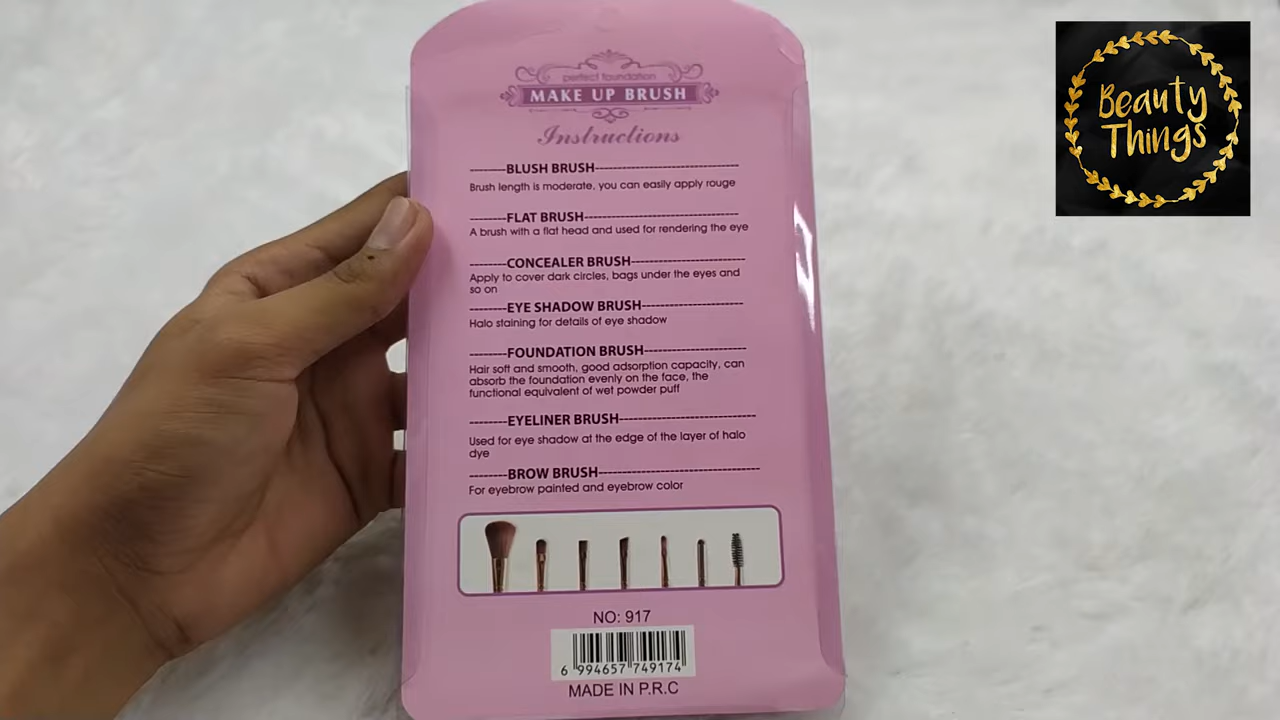 perfect foundation
MAKE UP BRUSH
Instructions
--------BLUSH BRUSH-------------------------------
Brush length is moderate, you can easily apply rouge
--------FLAT BRUSH---------------------------------
A brush with a flat head and used for rendering the eye
--------CONCEALER BRUSH------------------------
Apply to cover dark circles, bags under the eyes and
so on
--------EYE SHADOW BRUSH----------------------
Halo staining for details of eye shadow
--------FOUNDATION BRUSH----------------------
Hair soft and smooth, good adsorption capacity, can
absorb the foundation evenly on the face, the
functional equivalent of wet powder puff
--------EYELINER BRUSH-----------------------------
Used for eye shadow at the edge of the layer of halo
dye
--------BROW BRUSH-----------------------------------
For eyebrow painted and eyebrow color
NO: 917
6 994657 749174
MADE IN P.R.C
Beauty
Things